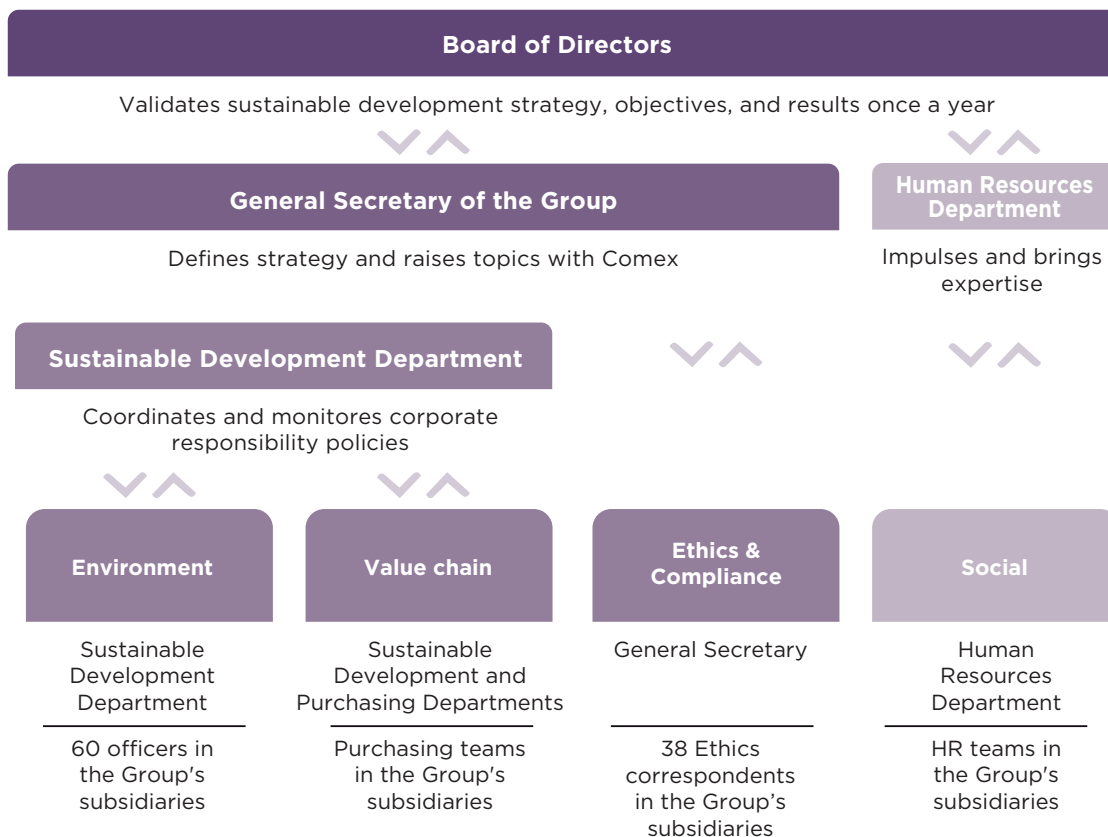 Board of Directors
Validates sustainable development strategy, objectives, and results once a year
General Secretary of the Group
Defines strategy and raises topics with Comex
Human Resources
Department
Impulses and brings
expertise
Sustainable Development Department
Coordinates and monitores corporate
responsibility policies
Environment
Sustainable
Development
Department
60 officers in
the Group's
subsidiaries
Value chain
Sustainable
Development and
Purchasing Departments
Purchasing teams
in the Group's
subsidiaries
Ethics &
Compliance
General Secretary
38 Ethics
correspondents
in the Group’s
subsidiaries
Social
Human
Resources
Department
HR teams in
the Group's
subsidiaries